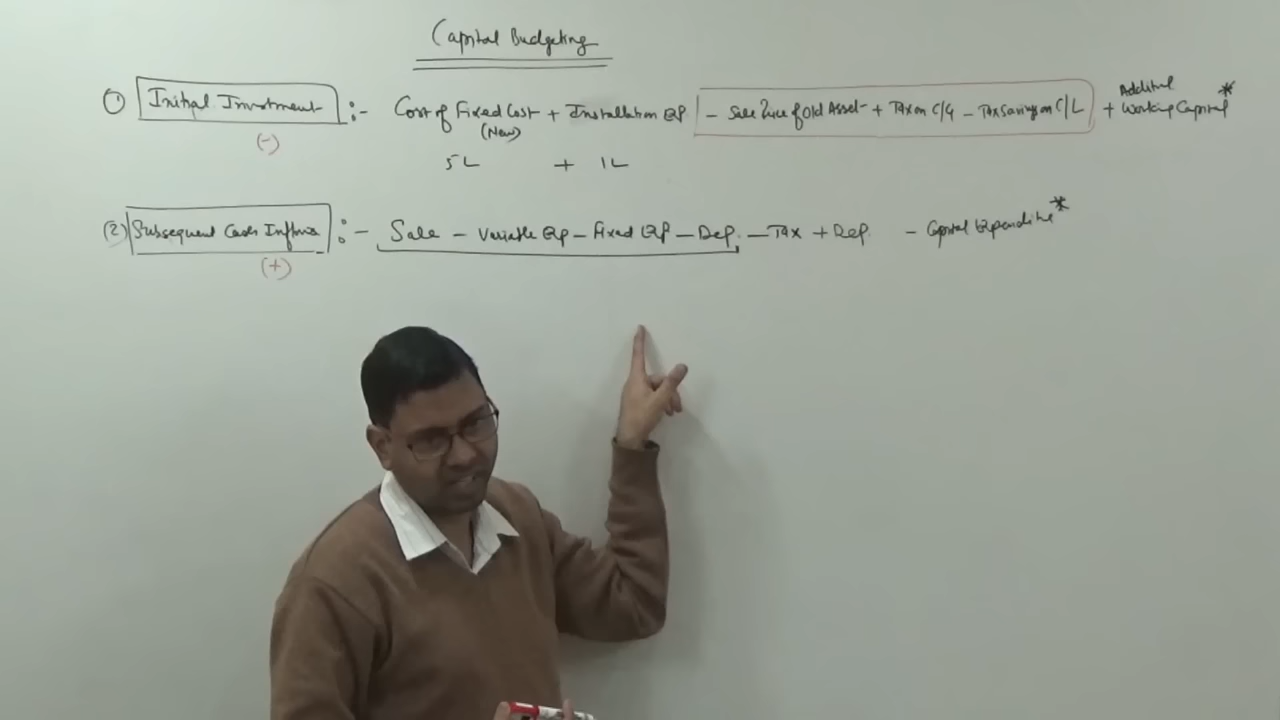 Capital Budgeting
① Initial Investment :- Cost of Fixed Cost + Installation Exp - Sale Price of Old Asset + Tax on C/G - Tax Saving on C/L + Additional Working Capital *
(New)
(-)
5L + 1L
(2) Subsequent Cash Inflows :- Sale - Variable Exp - Fixed Exp - Dep. - Tax + Dep. - Capital Expenditure *
(+)